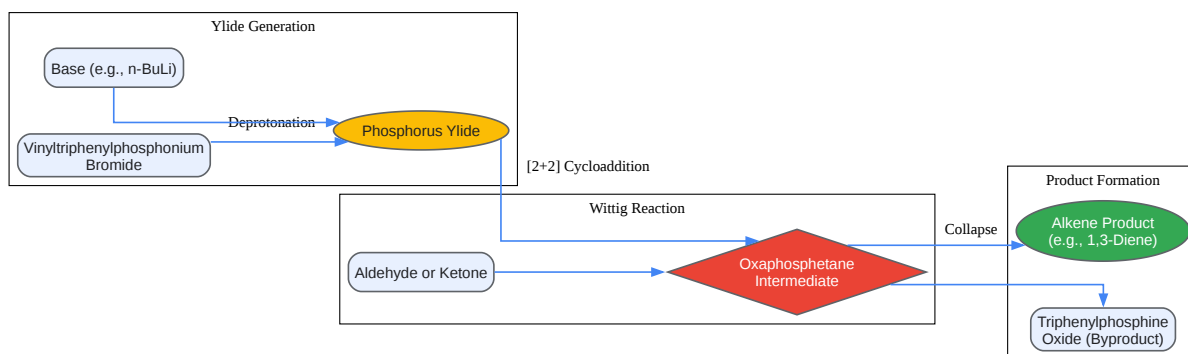 Ylide Generation
Base (e.g., n-BuLi)
Deprotonation
Phosphorus Ylide
Vinyltriphenylphosphonium
Bromide
[2+] Cycloaddition
Wittig Reaction
Aldehyde or Ketone
Oxaphosphetane
Intermediate
Collapse
Product Formation
Alkene Product
(e.g., 1,3-Diene)
Triphenylphosphine
Oxide (Byproduct)